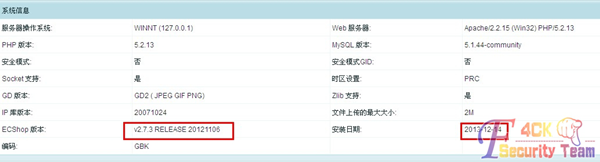 系统信息
服务器操作系统: WINNT (127.0.0.1) Web 服务器: Apache/2.2.15 (Win32) PHP/5.2.13
PHP 版本: 5.2.13 MySQL 版本: 5.1.44-community
安全模式: 否 安全模式GID: 否
Socket 支持: 是 时区设置: PRC
GD 版本: GD2 ( JPEG GIF PNG) Zlib 支持: 是
IP 库版本: 20071024 文件上传的最大大小: 2M
ECShop 版本: v2.7.3 RELEASE 20121106 安装日期: 2013-12-14
编码: GBK
F4CK
Security Team